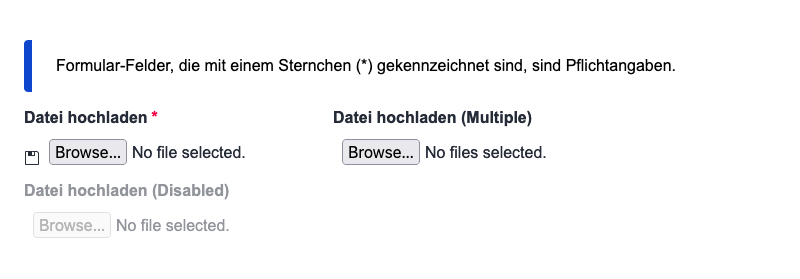 Formular-Felder, die mit einem Sternchen (*) gekennzeichnet sind, sind Pflichtangaben.
Datei hochladen *
Browse... No file selected.
Datei hochladen (Multiple)
Browse... No files selected.
Datei hochladen (Disabled)
Browse... No file selected.